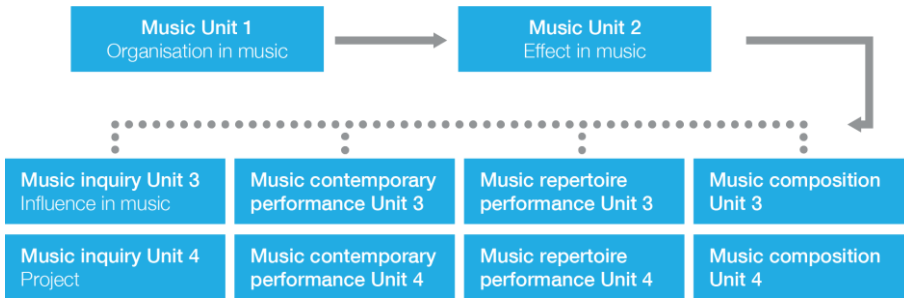 Music Unit 1
Organisation in music
Music Unit 2
Effect in music
Music inquiry Unit 3
Influence in music
Music contemporary
performance Unit 3
Music repertoire
performance Unit 3
Music composition
Unit 3
Music inquiry Unit 4
Project
Music contemporary
performance Unit 4
Music repertoire
performance Unit 4
Music composition
Unit 4